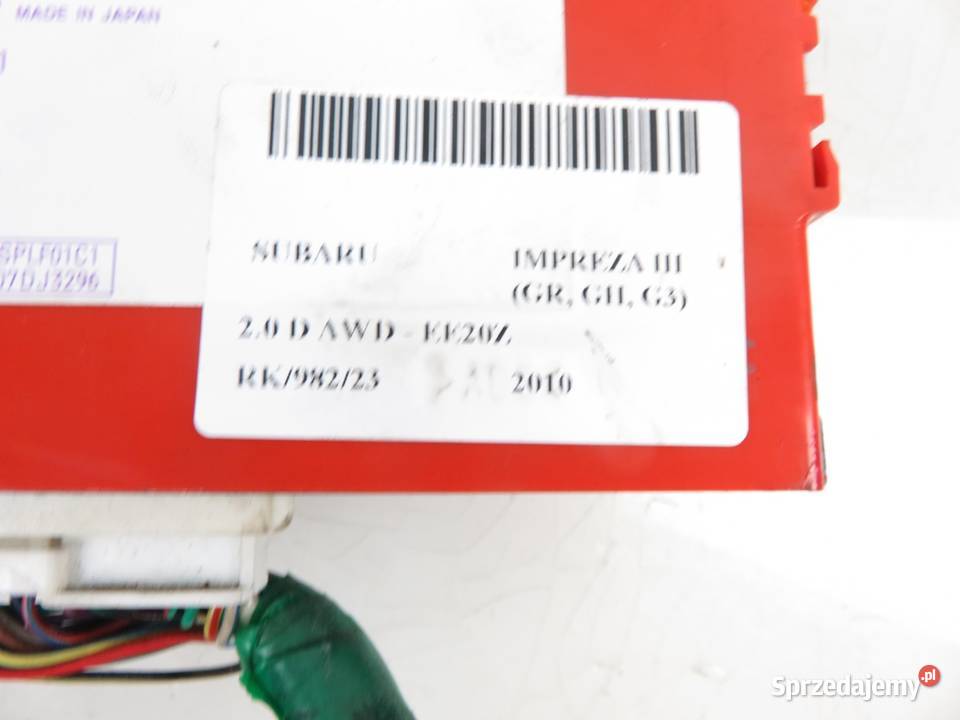 MADE IN JAPAN
SPLF01C1
07DJ3296
SUBARU IMPREZA III
(GR, GH, G3)
2.0 D AWD - EE20Z
RK/982/23 2010
Sprzedajemy.pl